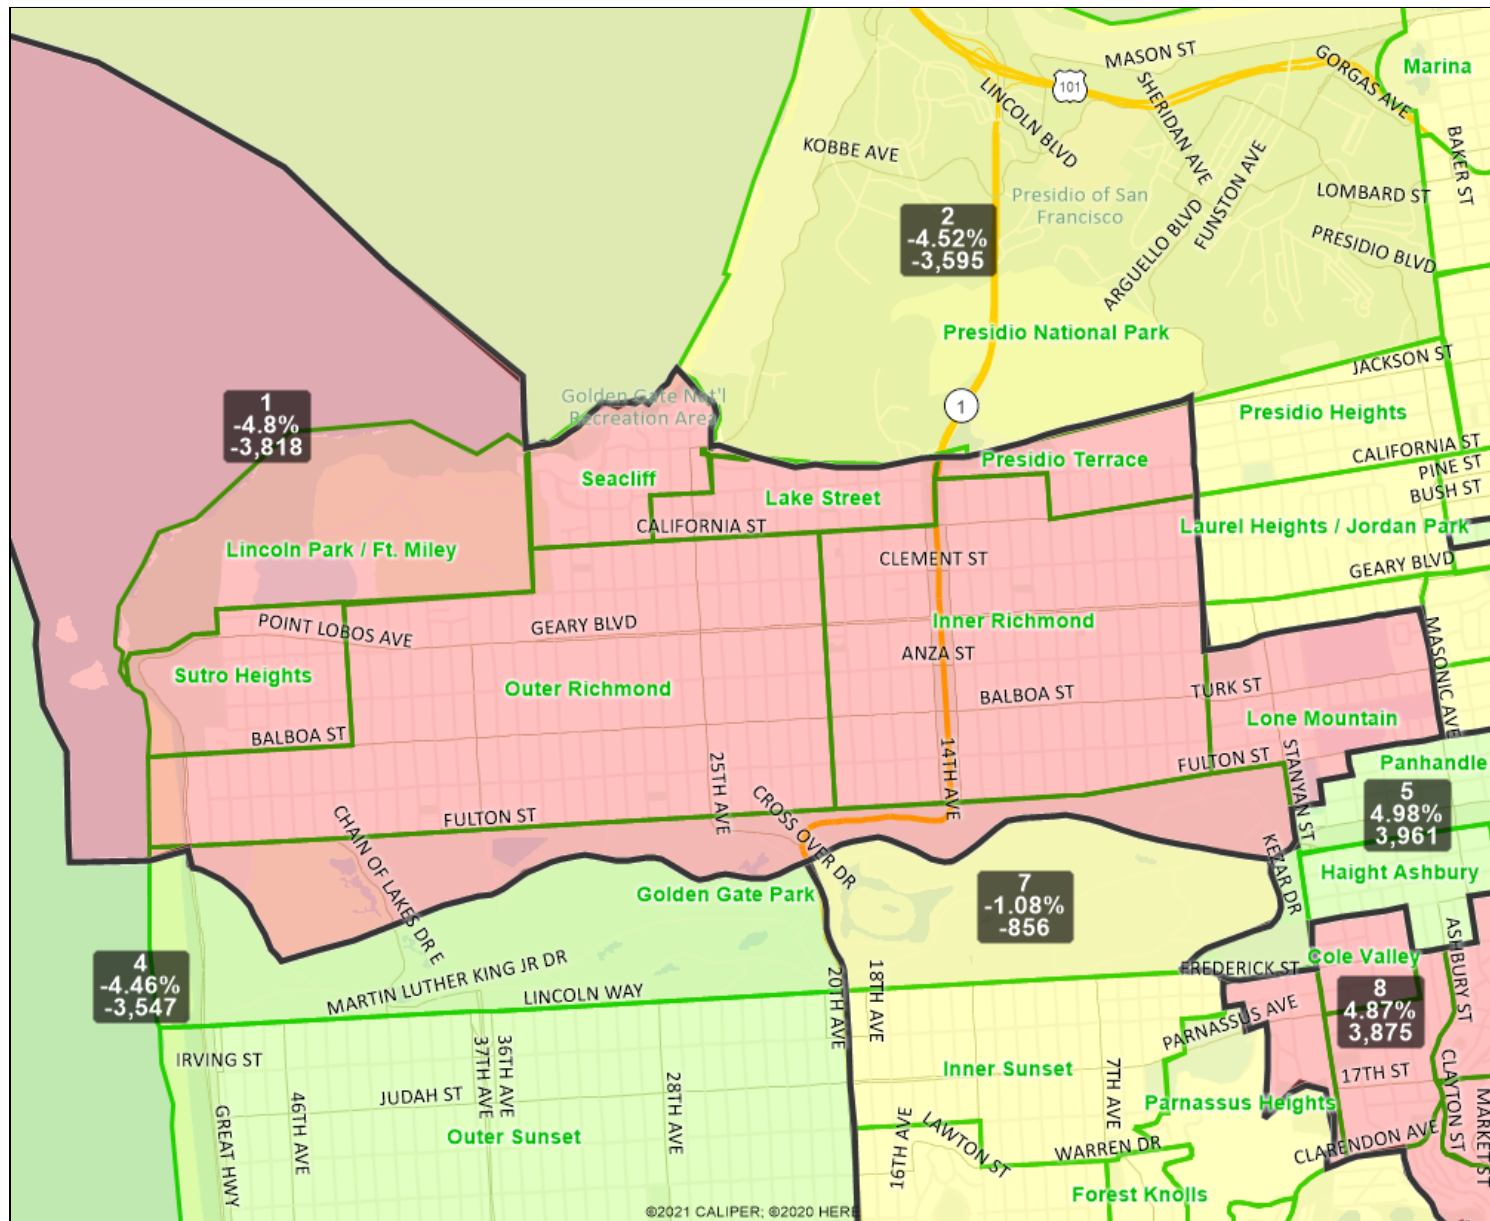 MASON ST
GORGAS AVE
Marina
101
LINCOLN BLVD
SHERIDAN AVE
BAKER ST
KOBBE AVE
Presidio of San
Francisco
FUNSTON AVE
LOMBARD ST
2
-4.52%
-3,595
ARGUELLO BLVD
PRESIDIO BLVD
Presidio National Park
JACKSON ST
Golden Gate Nat'l
Recreation Area
1
Presidio Heights
1
-4.8%
-3,818
CALIFORNIA ST
Presidio Terrace
PINE ST
Seacliff
Lake Street
BUSH ST
CALIFORNIA ST
Laurel Heights / Jordan Park
Lincoln Park / Ft. Miley
CLEMENT ST
GEARY BLVD
POINT LOBOS AVE
GEARY BLVD
Inner Richmond
MASONIC AVE
ANZA ST
Sutro Heights
Outer Richmond
BALBOA ST
TURK ST
Lone Mountain
BALBOA ST
25TH AVE
14TH AVE
FULTON ST
STANYAN ST
Panhandle
CROSS OVER DR
FULTON ST
CHAIN OF LAKES DR E
5
4.98%
3,961
KEZAR DR
Haight Ashbury
Golden Gate Park
7
-1.08%
-856
4
-4.46%
-3,547
MARTIN LUTHER KING JR DR
LINCOLN WAY
20TH AVE
18TH AVE
FREDERICK ST
Cole Valley
ASHBURY ST
8
4.87%
3,875
PARNASSUS AVE
IRVING ST
37TH AVE
36TH AVE
Inner Sunset
7TH AVE
17TH ST
JUDAH ST
28TH AVE
46TH AVE
GREAT HWY
Parnassus Heights
CLAYTON ST
MARKET ST
Outer Sunset
16TH AVE
LAWTON ST
WARREN DR
CLARENDON AVE
Forest Knolls
©2021 CALIPER; ©2020 HERE